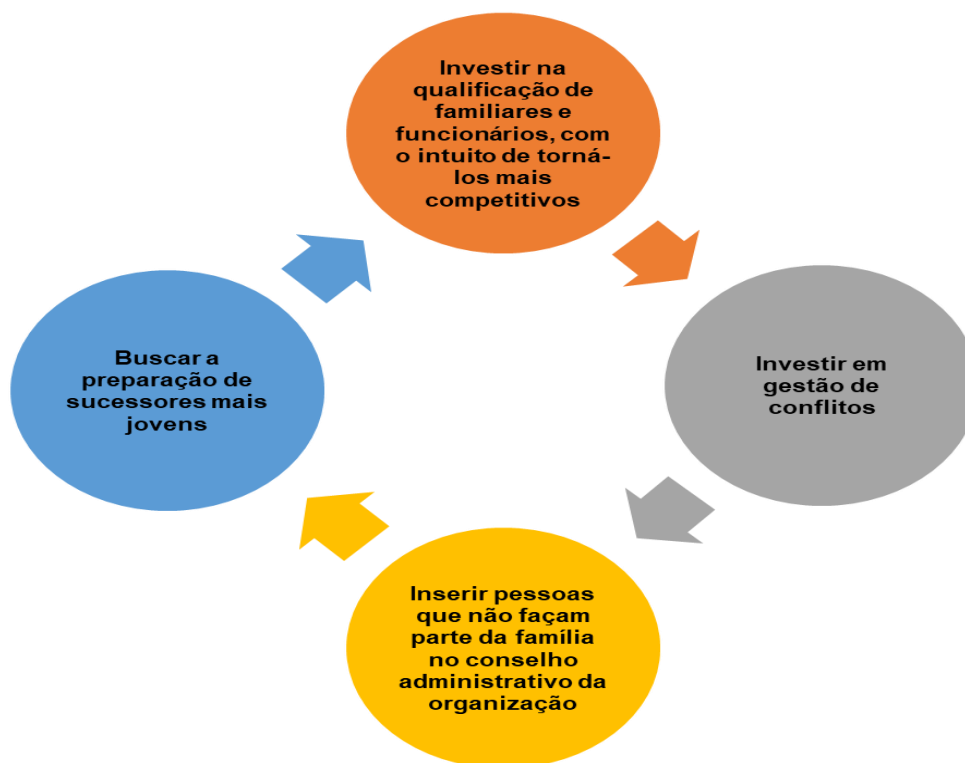 Investir na
qualificação de
familiares e
funcionários, com
o intuito de torná-
los mais
competitivos
Investir em
gestão de
conflitos
Inserir pessoas
que não façam
parte da família
no conselho
administrativo da
organização
Buscar a
preparação de
sucessores mais
jovens